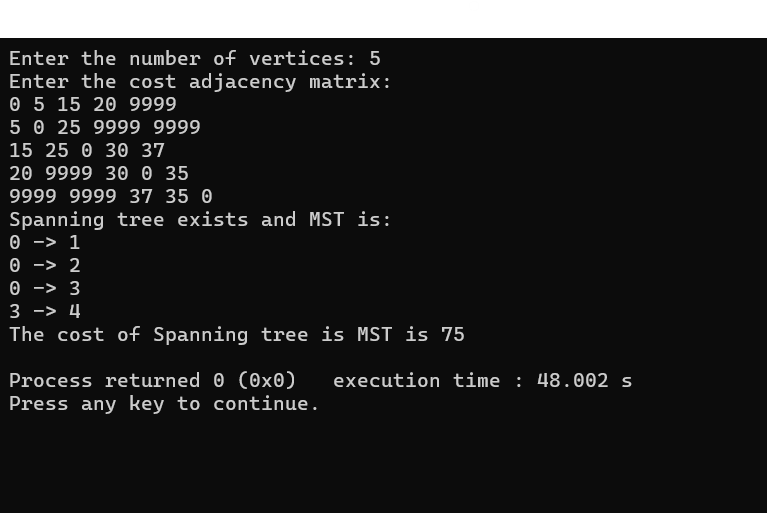 Enter the number of vertices: 5
Enter the cost adjacency matrix:
0 5 15 20 9999
5 0 25 9999 9999
15 25 0 30 37
20 9999 30 0 35
9999 9999 37 35 0
Spanning tree exists and MST is:
0 -> 1
0 -> 2
0 -> 3
3 -> 4
The cost of Spanning tree is MST is 75
Process returned 0 (0x0)   execution time : 48.002 s
Press any key to continue.